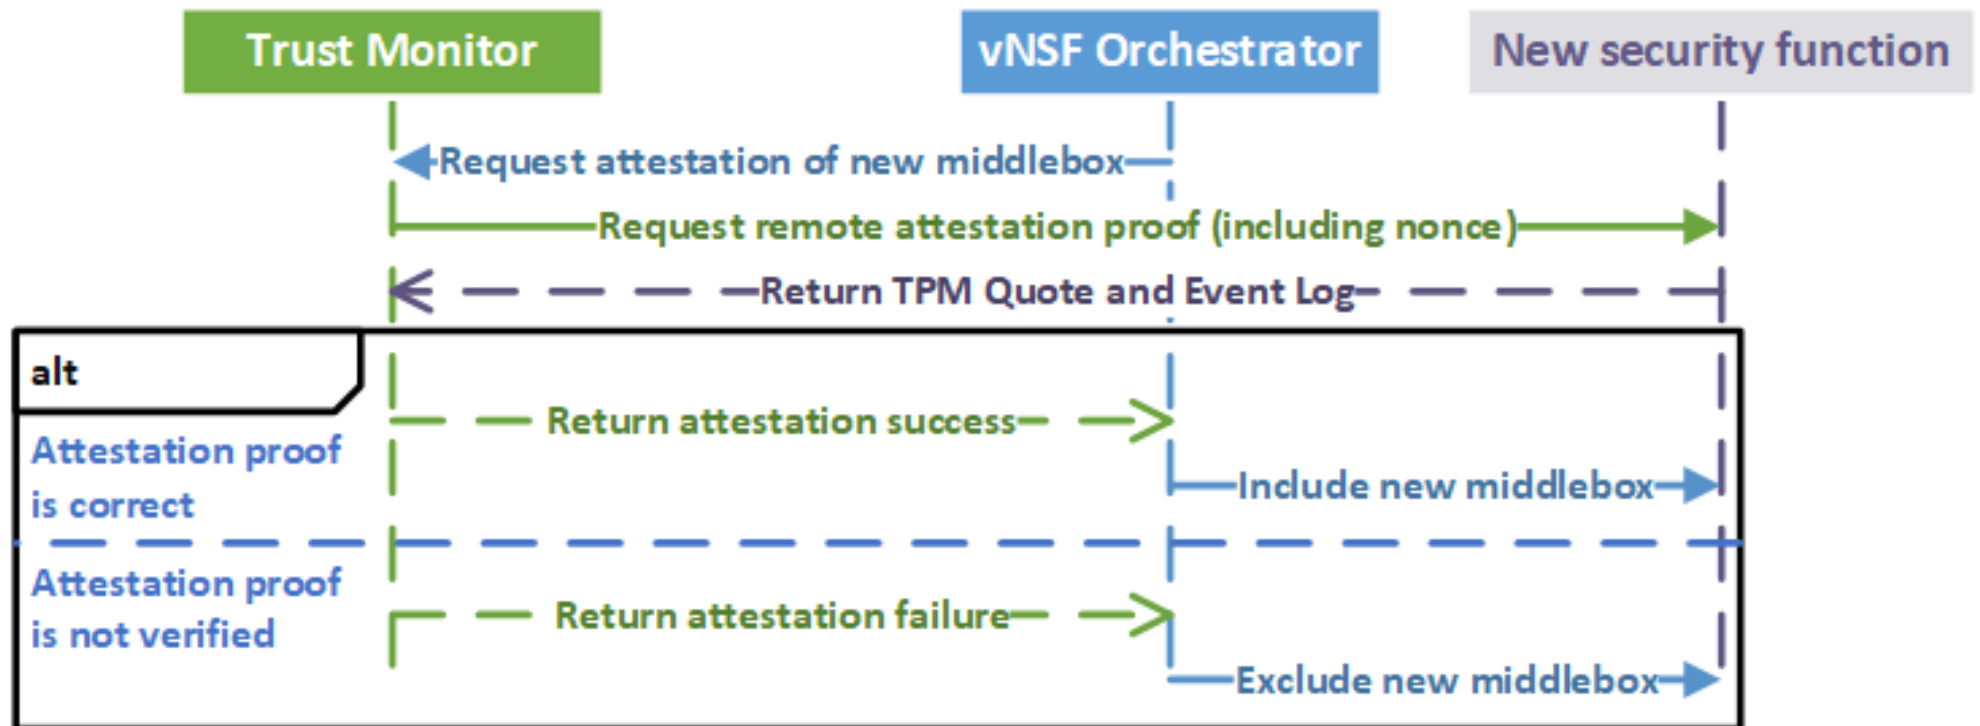 Trust Monitor
vNSF Orchestrator
New security function
Request attestation of new middlebox
Request remote attestation proof (including nonce)
Return TPM Quote and Event Log
alt
Return attestation success
Attestation proof
is correct
Include new middlebox
Attestation proof
is not verified
Return attestation failure
Exclude new middlebox